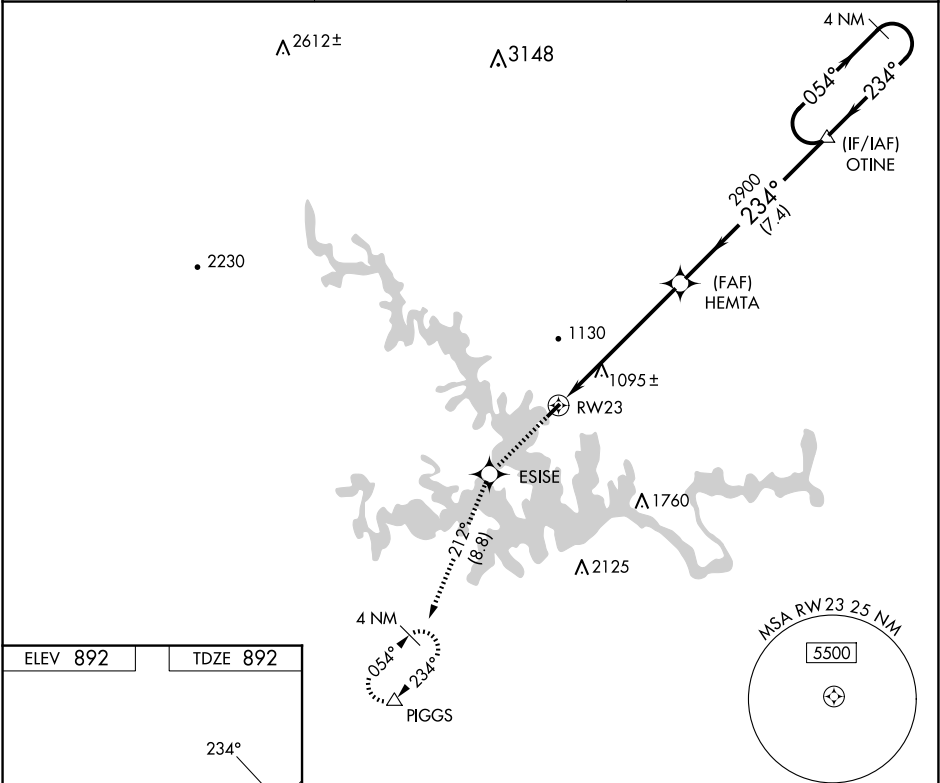 4 NM
2612±
3148
054°
234°
(IF/IAF)
OTINE
2900
234°
(7.4)
2230
(FAF)
HEMTA
1130
1095±
RW23
ESISE
1760
212°
(8.8)
2125
4 NM
MSA RW23 25 NM
5500
054°
234°
PIGGS
ELEV 892
TDZE 892
234°